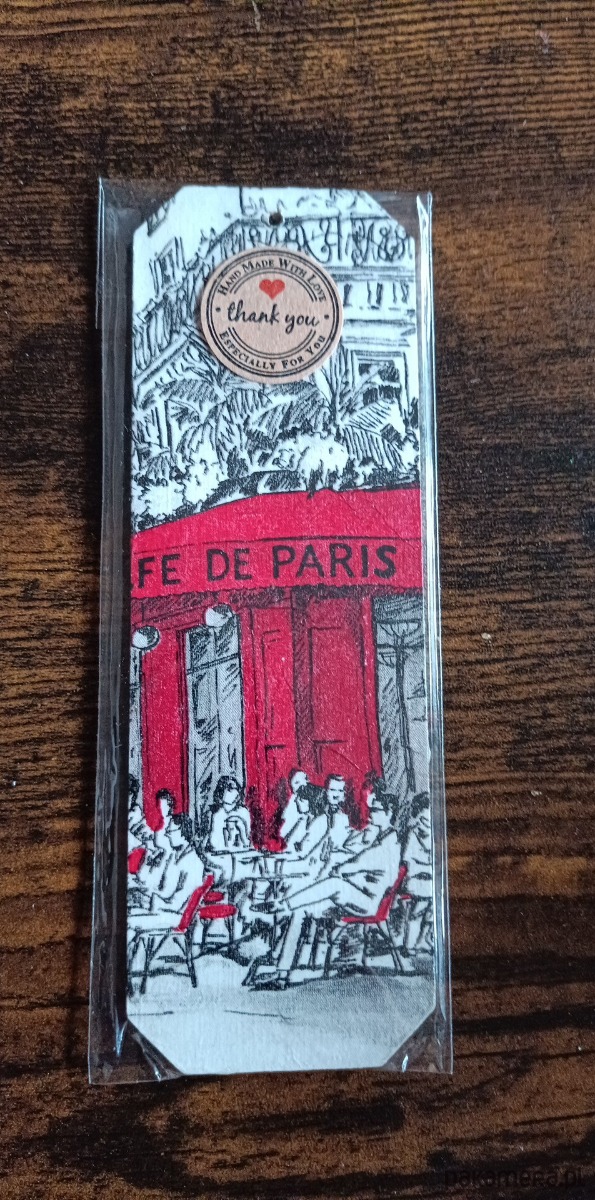 HAND MADE WITH LOVE
thank you
ESPECIALLY FOR YOU
FE DE PARIS
pakamera.pl